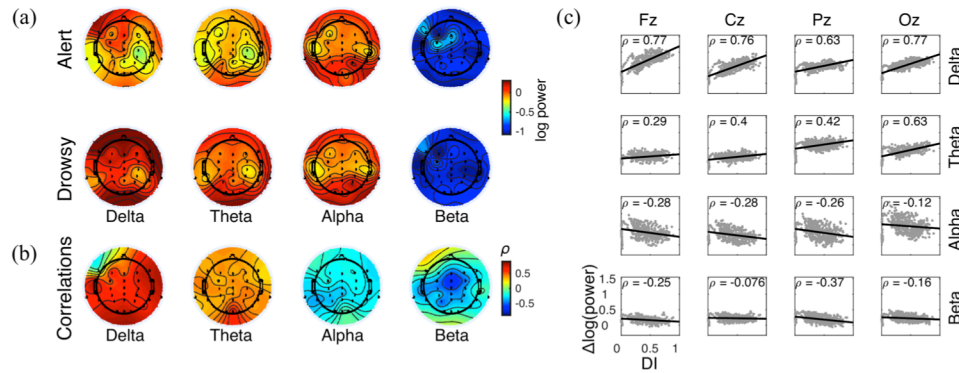 (a)
Alert
Drowsy
Delta Theta Alpha Beta
0
-0.5
-1
log power
(b)
Correlations
Delta Theta Alpha Beta
ρ
0.5
0
-0.5
(c)
Fz Cz Pz Oz
ρ = 0.77 ρ = 0.76 ρ = 0.63 ρ = 0.77
Delta
ρ = 0.29 ρ = 0.4 ρ = 0.42 ρ = 0.63
Theta
ρ = -0.28 ρ = -0.28 ρ = -0.26 ρ = -0.12
Alpha
ρ = -0.25 ρ = -0.076 ρ = -0.37 ρ = -0.16
Beta
Δlog(power)
1.5
1
0.5
0
0 0.5 1
DI